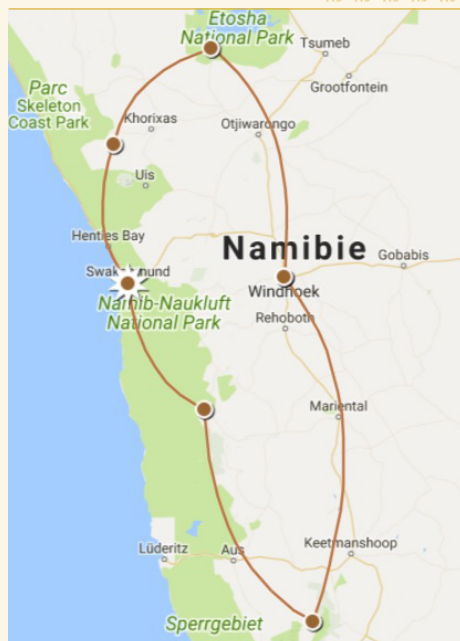 Etosha
National Park
Tsumeb
Grootfontein
Parc
Skeleton
Coast Park
Khorixas
Otjiwarongo
Uis
Henties Bay
Namibie
Gobabis
Swakopmund
Windhoek
Namib-Naukluft
National Park
Rehoboth
Mariental
Lüderitz
Aus
Keetmanshoop
Sperrgebiet